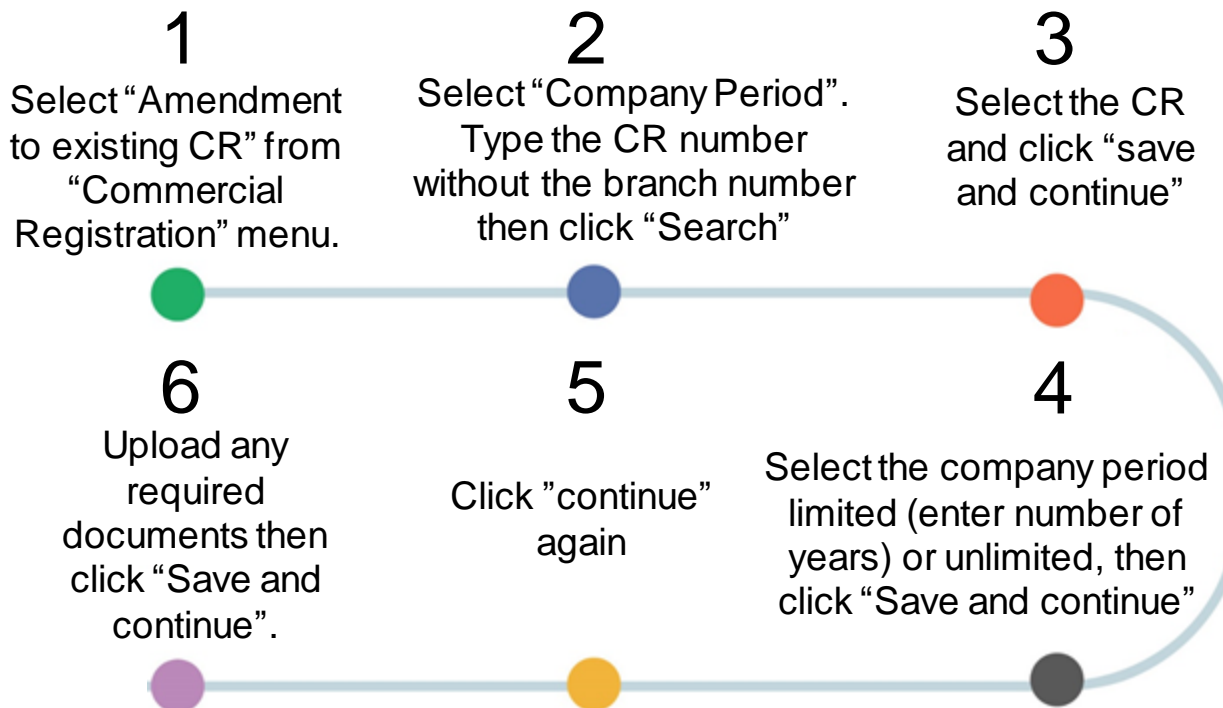 1
Select “Amendment
to existing CR” from
“Commercial
Registration” menu.
2
Select “Company Period”.
Type the CR number
without the branch number
then click “Search”
3
Select the CR
and click “save
and continue”
4
Select the company period
limited (enter number of
years) or unlimited, then
click “Save and continue”
5
Click ”continue”
again
6
Upload any
required
documents then
click “Save and
continue”.